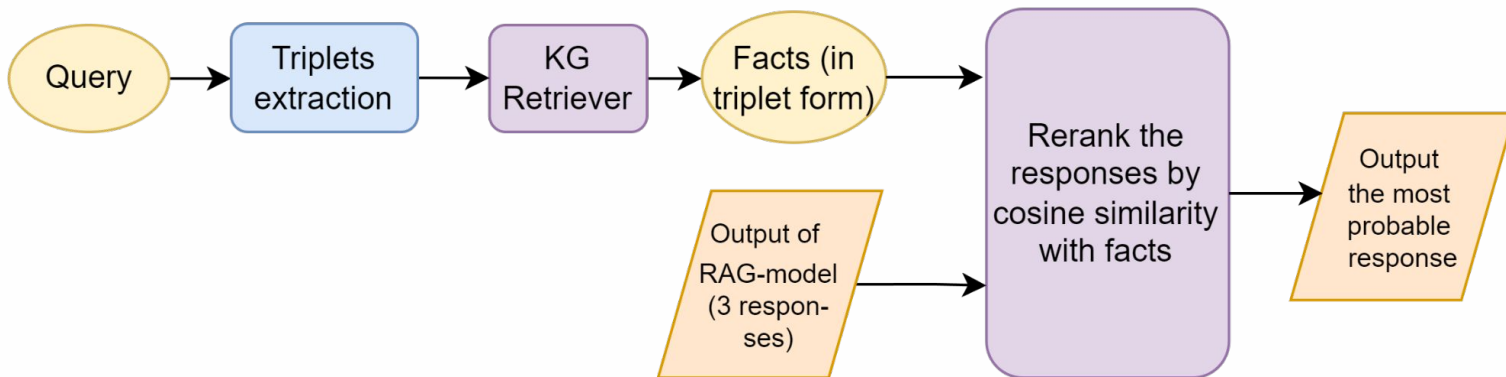 Query
Triplets
extraction
KG
Retriever
Facts (in
triplet form)
Output of
RAG-model
(3 respon-
ses)
Rerank the
responses by
cosine similarity
with facts
Output
the most
probable
response